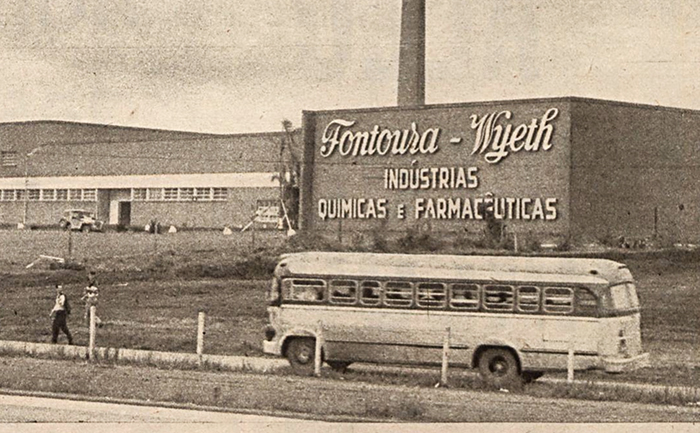 Fontoura - Wyeth
INDÚSTRIAS
QUIMICAS E FARMACÊUTICAS